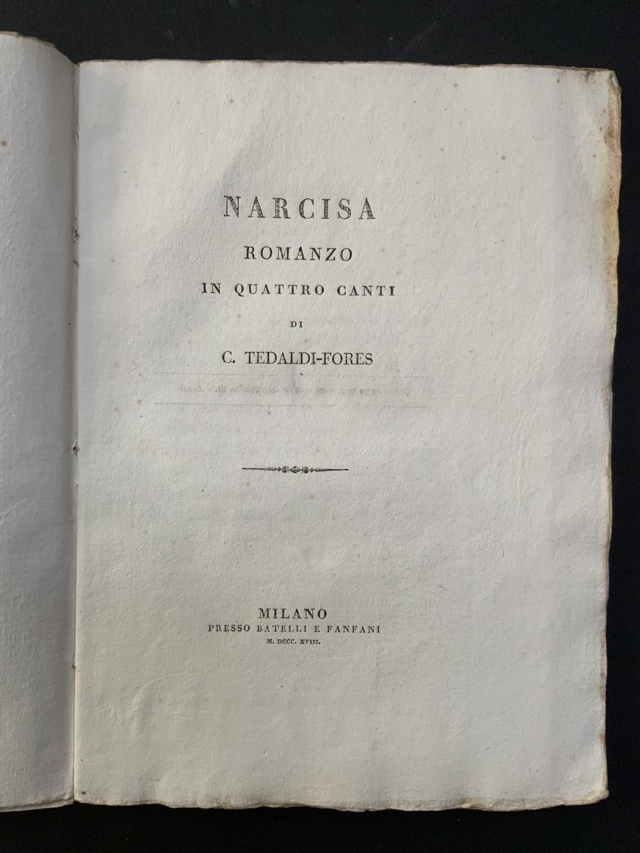 NARCISA
ROMANZO
IN QUATTRO CANTI
DI
C. TEDALDI-FORES
MILANO
PRESSO BATELLI E FANFANI
M. DCCC. XVIII.